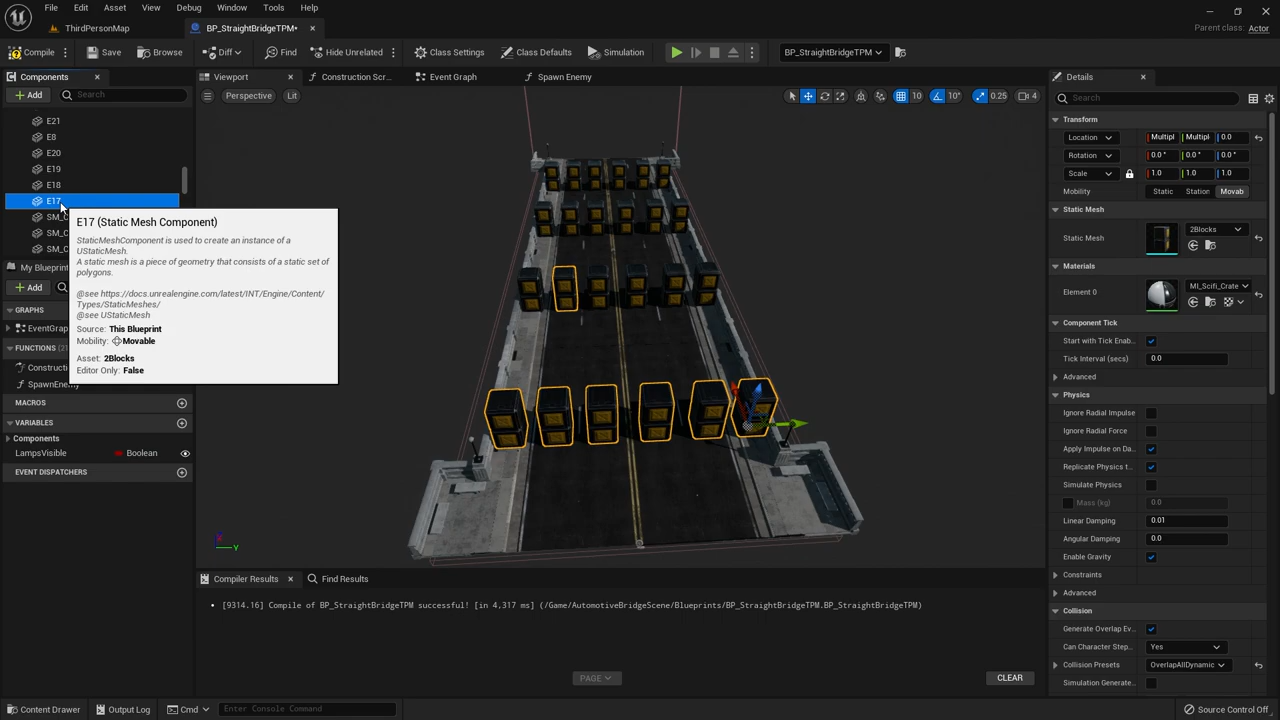 File Edit Asset View Debug Window Tools Help
ThirdPersonMap
BP_StraightBridgeTPM*
Parent class: Actor
Compile Save Browse Diff Find Hide Unrelated Class Settings Class Defaults Simulation BP_StraightBridgeTPM
Components Viewport Construction Scr... Event Graph Spawn Enemy Details
Add Search Perspective Lit 10 10° 0.25 4 Search
E21
E8
E20
E19
E18
E17
SM_C
SM_C
SM_C
My Blueprint
Add
GRAPHS
EventGrap
FUNCTIONS
Constructi
SpawnEnemy
MACROS
VARIABLES
Components
LampsVisible Boolean
EVENT DISPATCHERS
E17 (Static Mesh Component)
StaticMeshComponent is used to create an instance of a
UStaticMesh.
A static mesh is a piece of geometry that consists of a static set of
polygons.
@see https://docs.unrealengine.com/latest/INT/Engine/Content/
Types/StaticMeshes/
@see UStaticMesh
Source: This Blueprint
Mobility: Movable
Asset: 2Blocks
Editor Only: False
X Y
Compiler Results Find Results
[9314.16] Compile of BP_StraightBridgeTPM successful! [in 4,317 ms] (/Game/AutomotiveBridgeScene/Blueprints/BP_StraightBridgeTPM.BP_StraightBridgeTPM)
PAGE CLEAR
Transform
Location Multipl Multipl 0.0
Rotation 0.0 ° 0.0 ° 0.0 °
Scale 1.0 1.0 1.0
Mobility Static Station Movab
Static Mesh
Static Mesh 2Blocks
Materials
Element 0 MI_Scifi_Crate
Component Tick
Start with Tick Enab...
Tick Interval (secs) 0.0
Advanced
Physics
Ignore Radial Impulse
Ignore Radial Force
Apply Impulse on Da...
Replicate Physics t...
Simulate Physics
Mass (kg) 0.0
Linear Damping 0.01
Angular Damping 0.0
Enable Gravity
Constraints
Advanced
Collision
Generate Overlap Ev...
Can Character Step... Yes
Collision Presets OverlapAllDynamic
Simulation Generate...
Content Drawer Output Log Cmd Enter Console Command Source Control Off